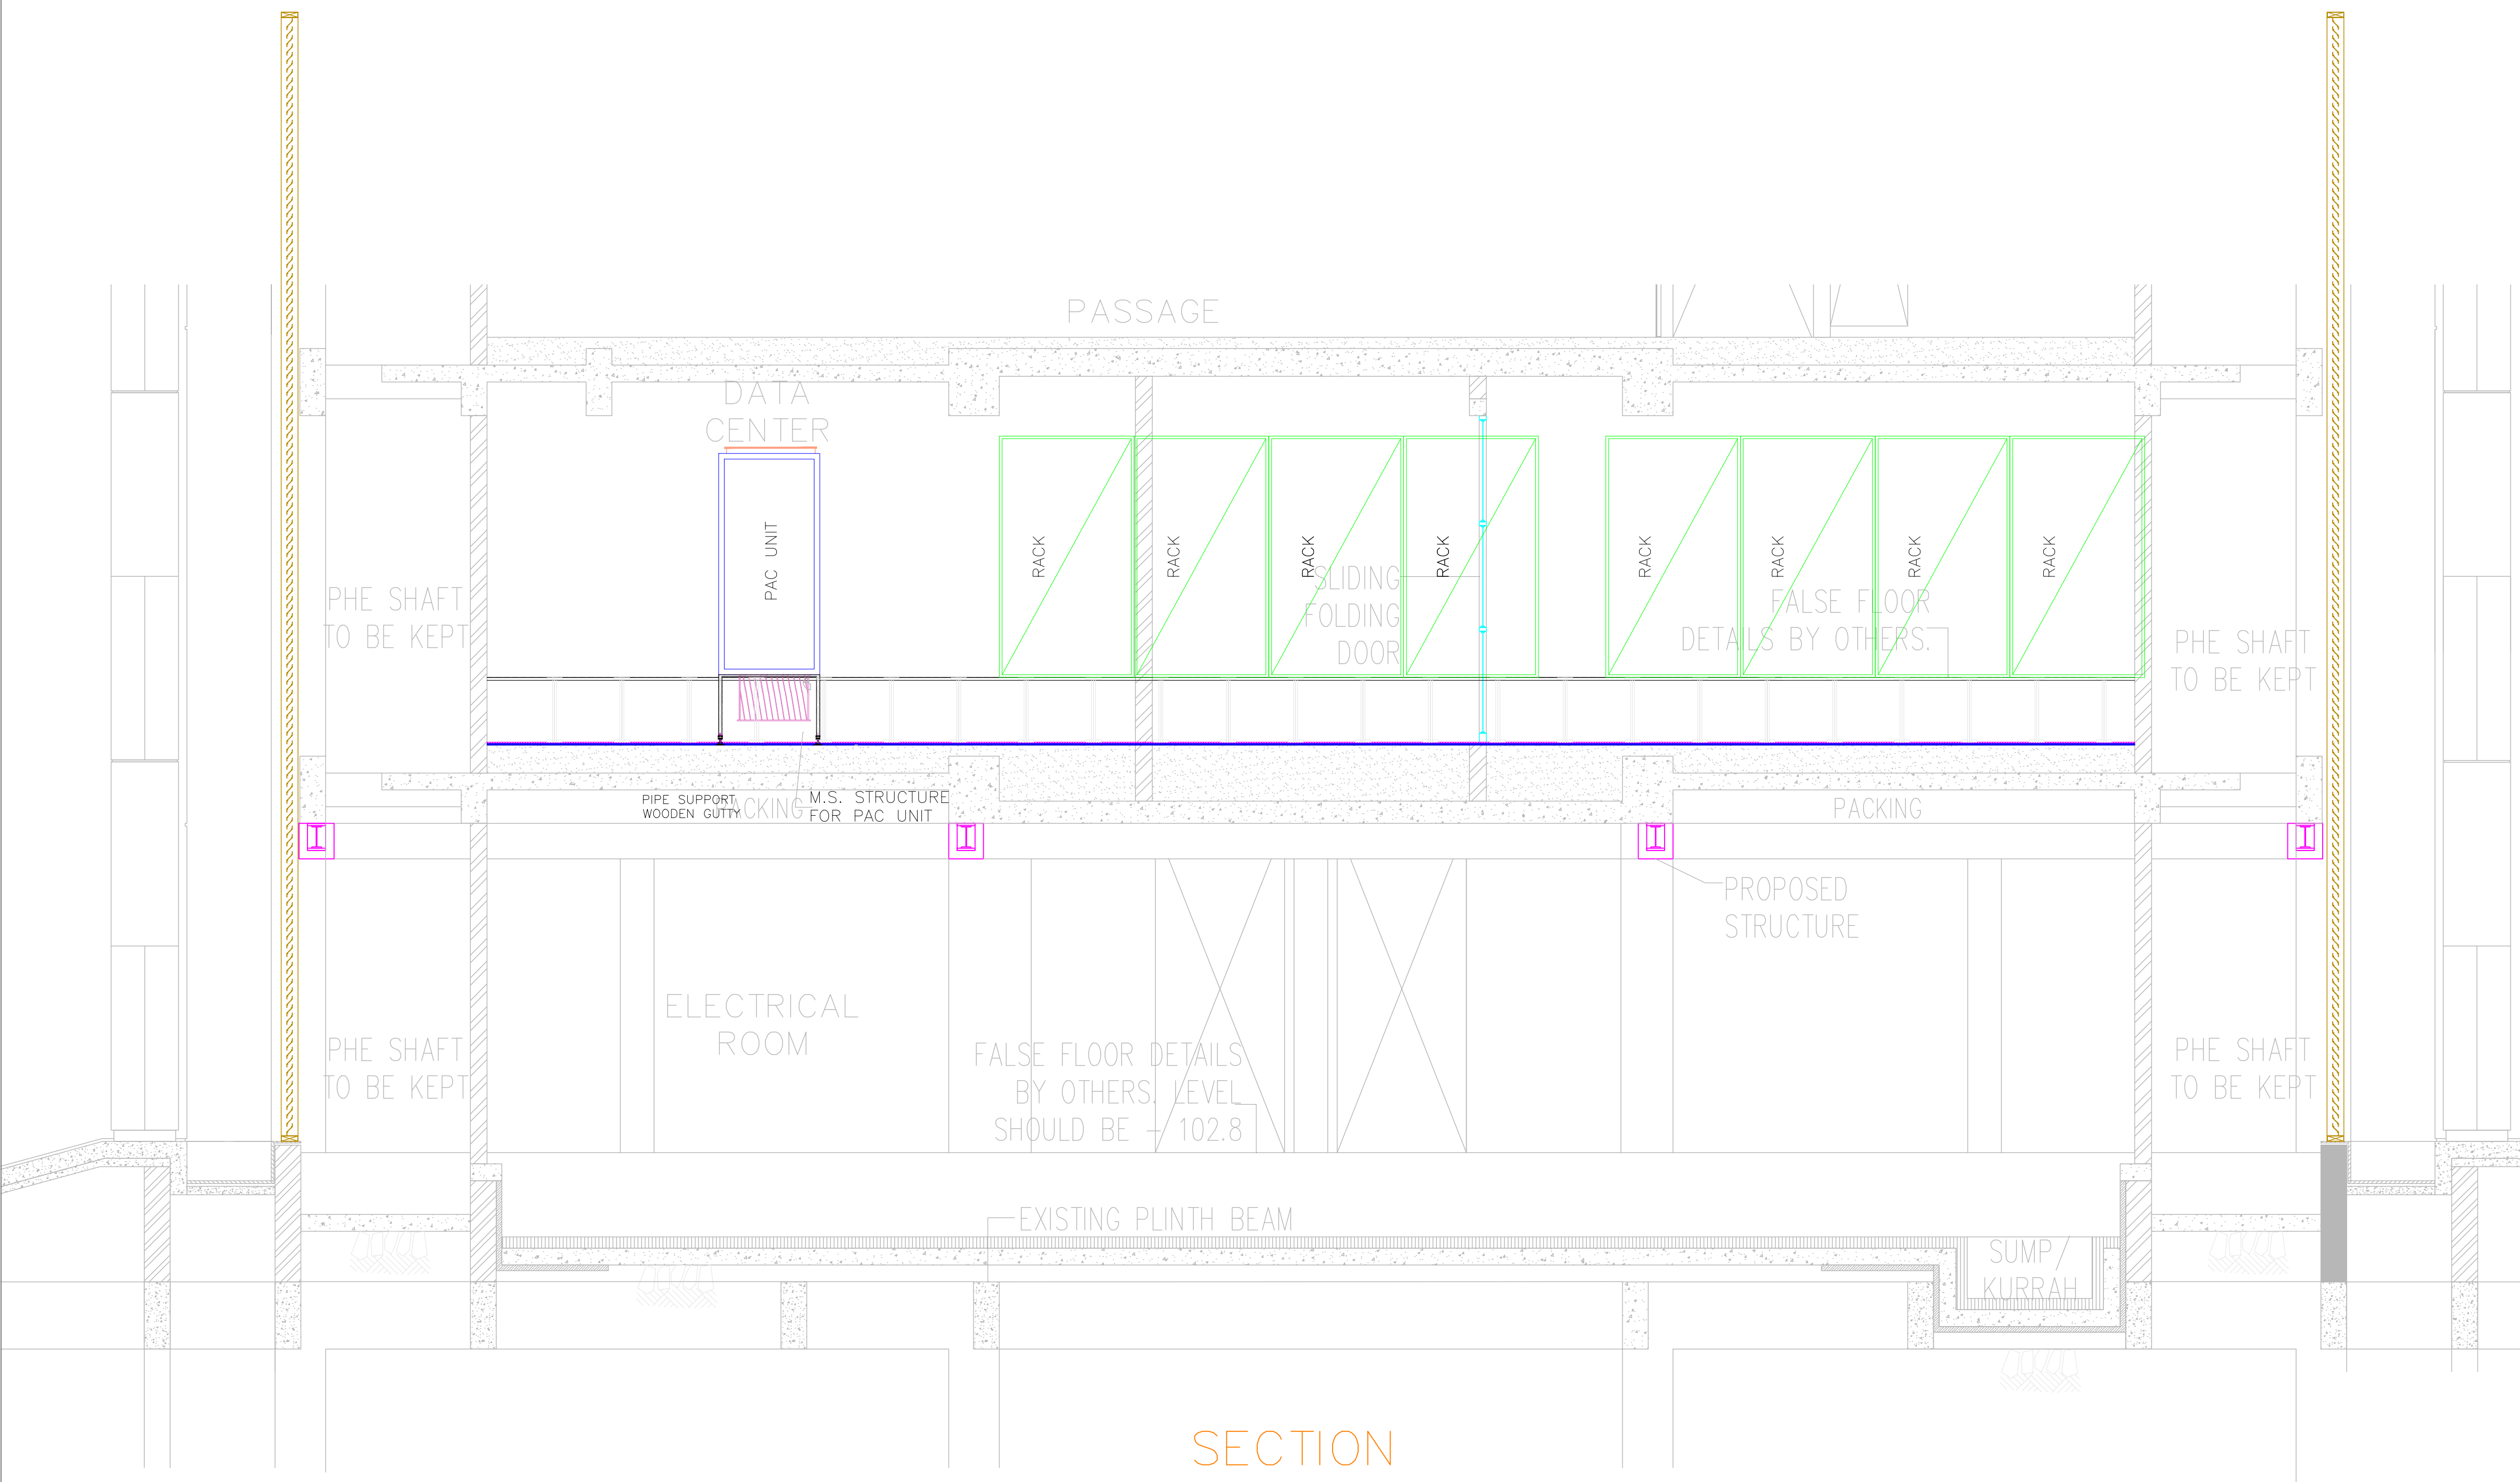 PASSAGE
DATA
CENTER
PAC UNIT
RACK
RACK
RACK
RACK
RACK
RACK
RACK
RACK
SLIDING
FOLDING
DOOR
FALSE FLOOR
DETAILS BY OTHERS.
PHE SHAFT
TO BE KEPT
PHE SHAFT
TO BE KEPT
PIPE SUPPORT
WOODEN GUTTY
PACKING
M.S. STRUCTURE
FOR PAC UNIT
PACKING
PROPOSED
STRUCTURE
ELECTRICAL
ROOM
PHE SHAFT
TO BE KEPT
FALSE FLOOR DETAILS
BY OTHERS. LEVEL
SHOULD BE - 102.8
PHE SHAFT
TO BE KEPT
EXISTING PLINTH BEAM
SUMP/
KURRAH
SECTION